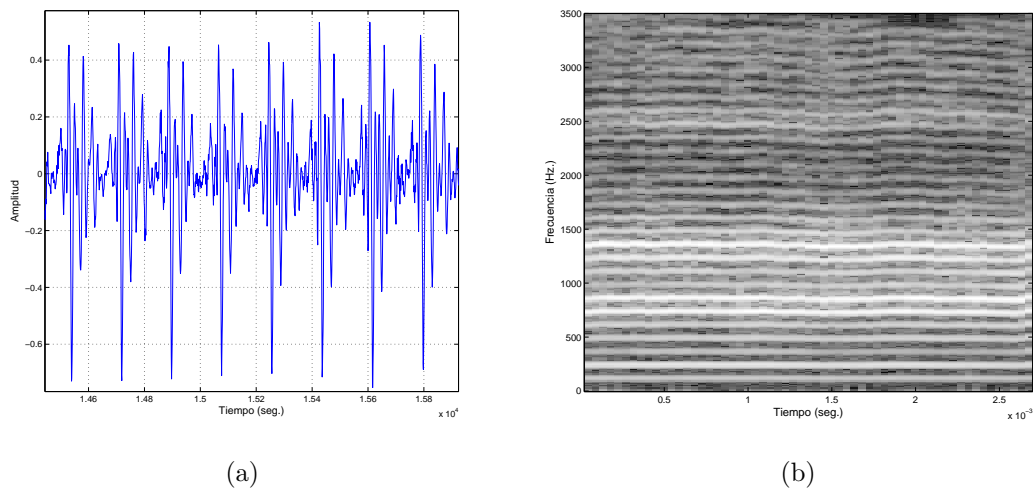 0.4
0.2
0
−0.2
−0.4
−0.6
Amplitud
1.46 1.48 1.5 1.52 1.54 1.56 1.58
x 10⁴
Tiempo (seg.)
(a)
3500
3000
2500
2000
1500
1000
500
0
Frecuencia (Hz.)
0.5 1 1.5 2 2.5
x 10⁻³
Tiempo (seg.)
(b)